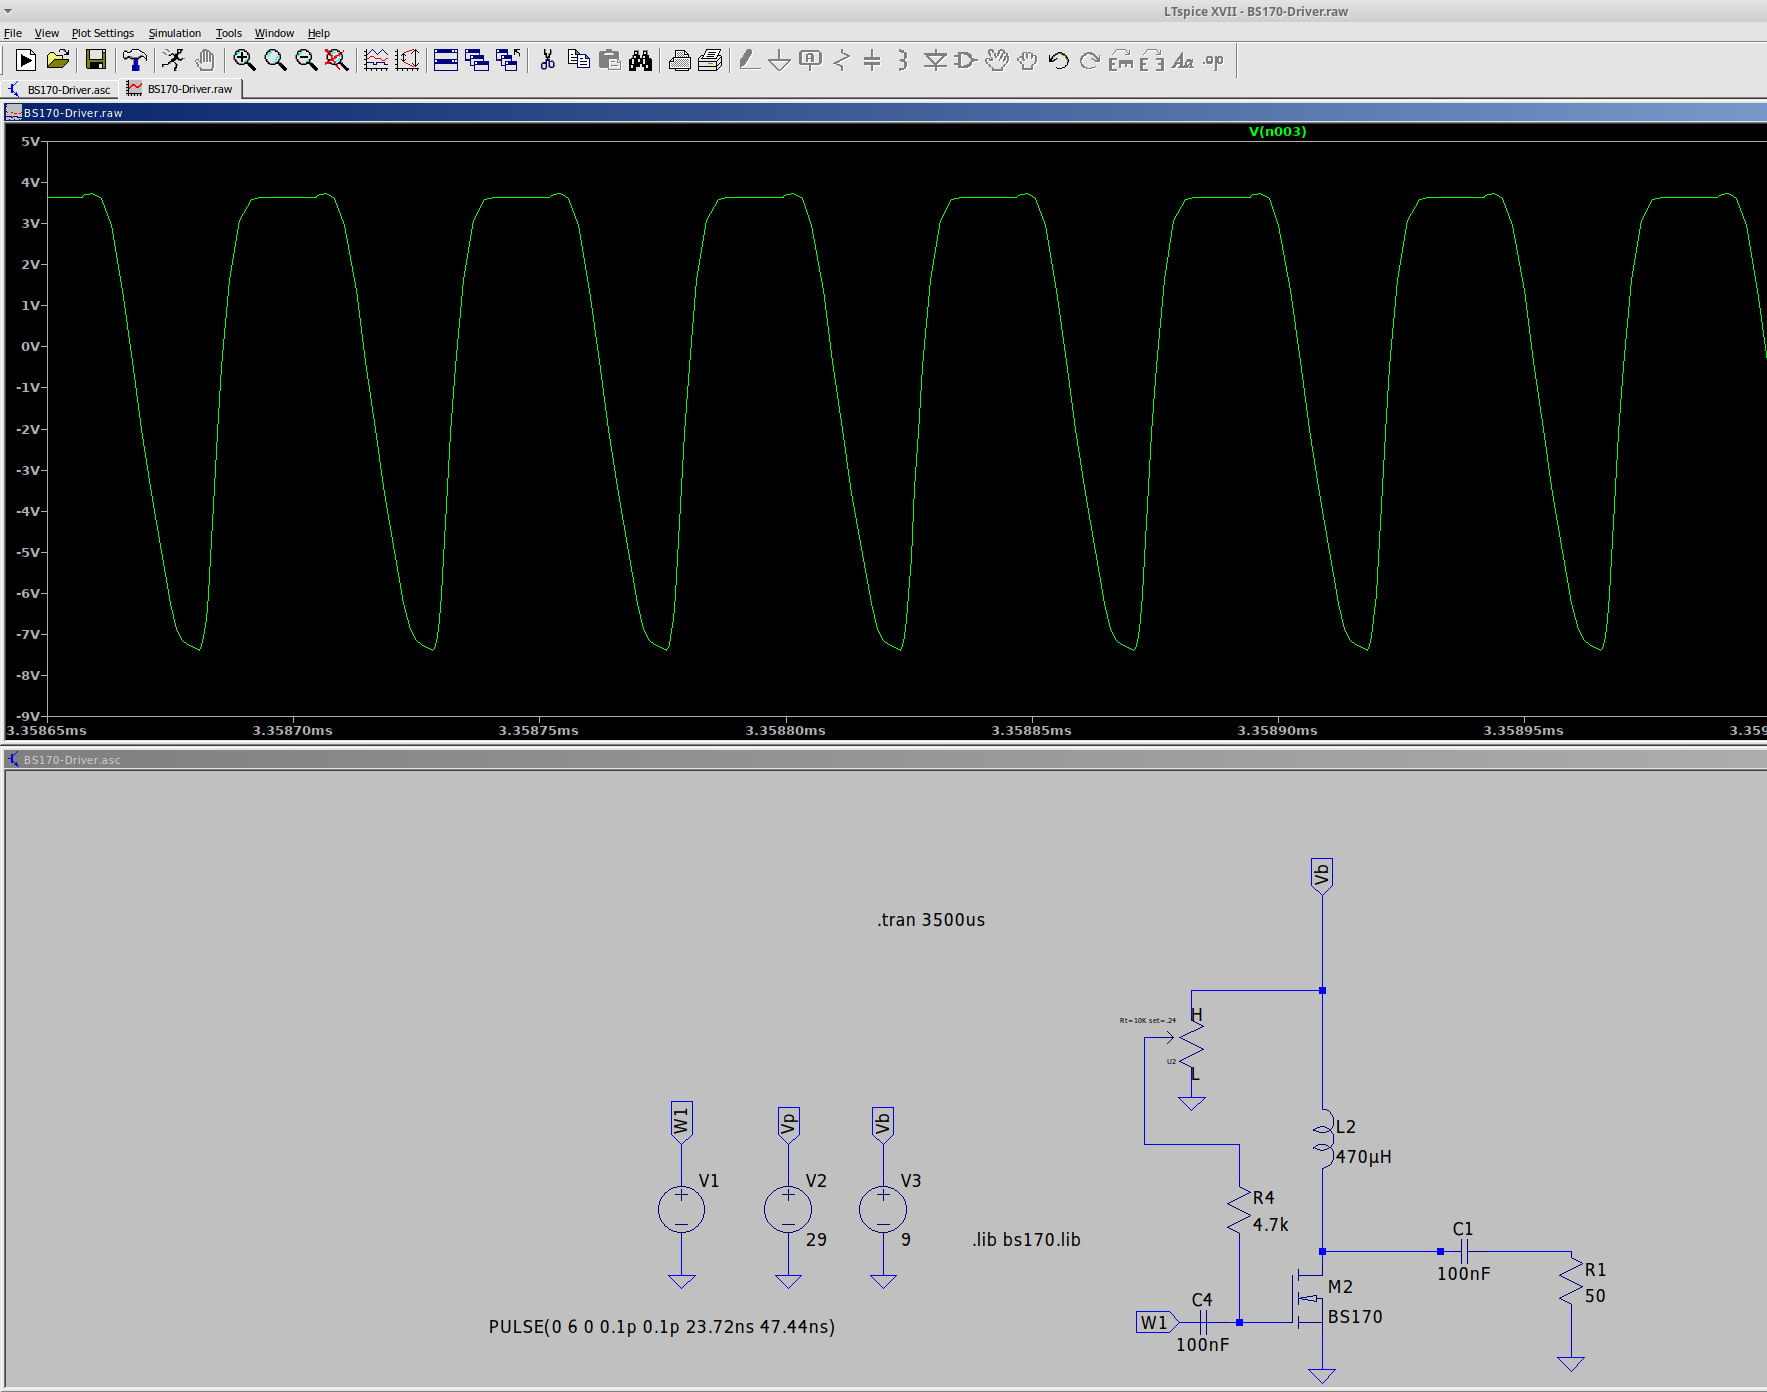 LTspice XVII - BS170-Driver.raw
File View Plot Settings Simulation Tools Window Help
BS170-Driver.asc BS170-Driver.raw
BS170-Driver.raw
V(n003)
5V
4V
3V
2V
1V
0V
-1V
-2V
-3V
-4V
-5V
-6V
-7V
-8V
-9V
3.35865ms 3.35870ms 3.35875ms 3.35880ms 3.35885ms 3.35890ms 3.35895ms 3.359
BS170-Driver.asc
Vb
.tran 3500us
H
Rt=10K set=.24
U2
L
W1 Vp Vb
L2
470µH
V1 V2 V3
R4
4.7k
29 9
.lib bs170.lib
C1
100nF
R1
50
M2
BS170
C4
W1
100nF
PULSE(0 6 0 0.1p 0.1p 23.72ns 47.44ns)